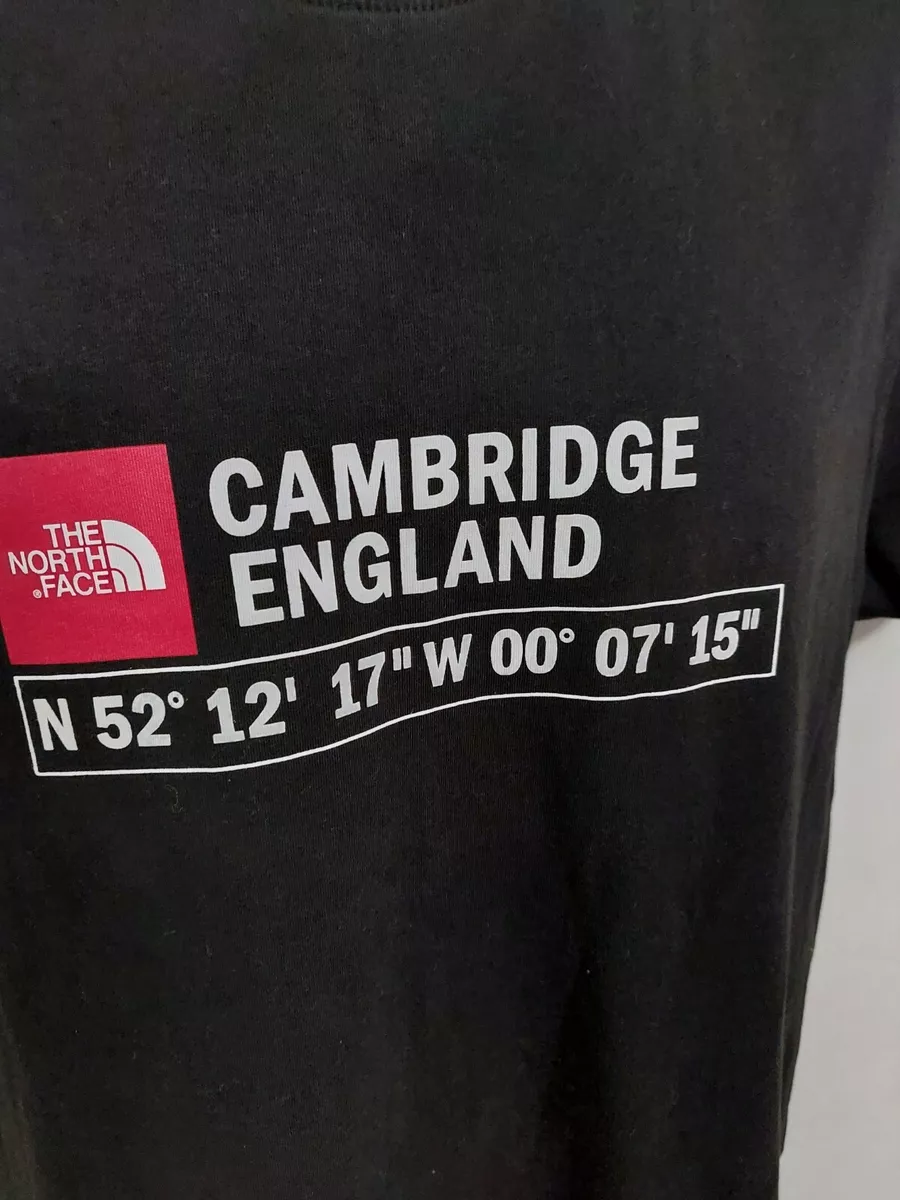 THE
NORTH
FACE
CAMBRIDGE
ENGLAND
N 52° 12' 17" W 00° 07' 15"